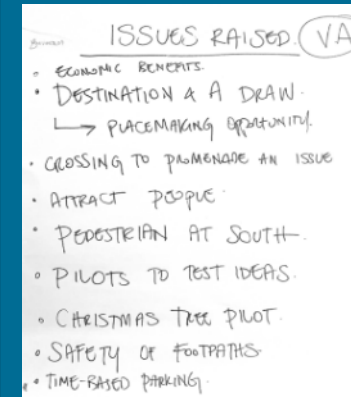 ISSUES RAISED. VA
• ECONOMIC BENEFITS.
• DESTINATION & A DRAW.
↳ PLACEMAKING OPPORTUNITY.
• CROSSING TO PROMENADE AN ISSUE
• ATTRACT PEOPLE.
• PEDESTRIAN AT SOUTH.
• PILOTS TO TEST IDEAS.
• CHRISTMAS TREE PILOT.
• SAFETY OF FOOTPATHS.
• TIME-BASED PARKING.